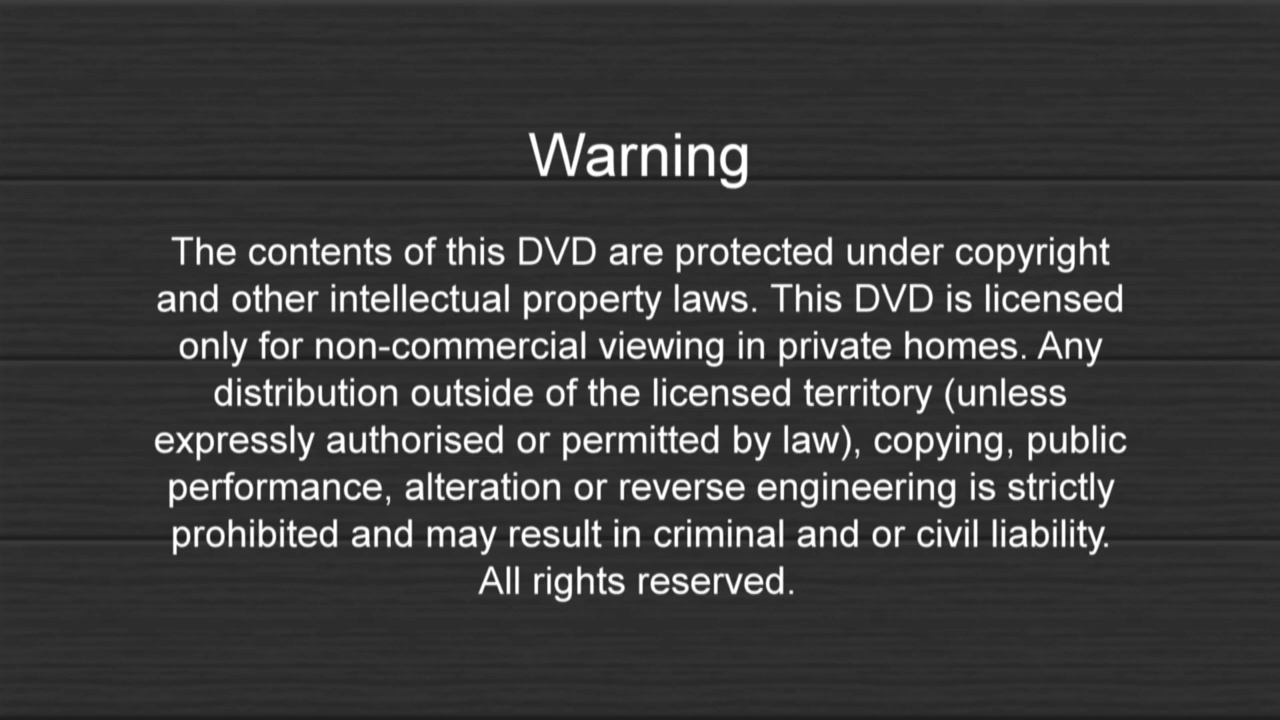 Warning
The contents of this DVD are protected under copyright
and other intellectual property laws. This DVD is licensed
only for non-commercial viewing in private homes. Any
distribution outside of the licensed territory (unless
expressly authorised or permitted by law), copying, public
performance, alteration or reverse engineering is strictly
prohibited and may result in criminal and or civil liability.
All rights reserved.